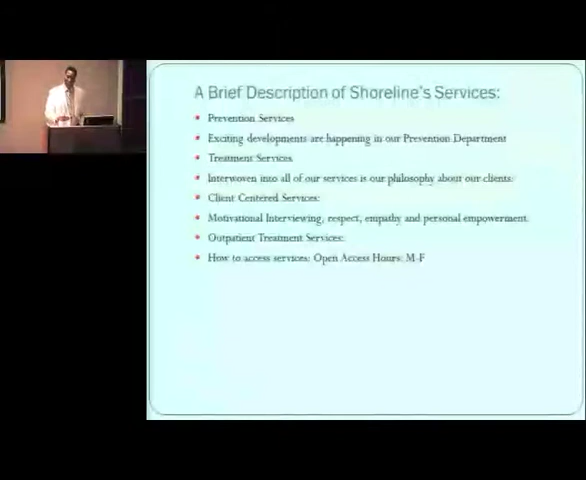 A Brief Description of Shoreline's Services:
Prevention Services
Exciting developments are happening in our Prevention Department
Treatment Services
Interwoven into all of our services is our philosophy about our clients:
Client Centered Services:
Motivational Interviewing, respect, empathy and personal empowerment
Outpatient Treatment Services:
How to access services: Open Access Hours: M-F